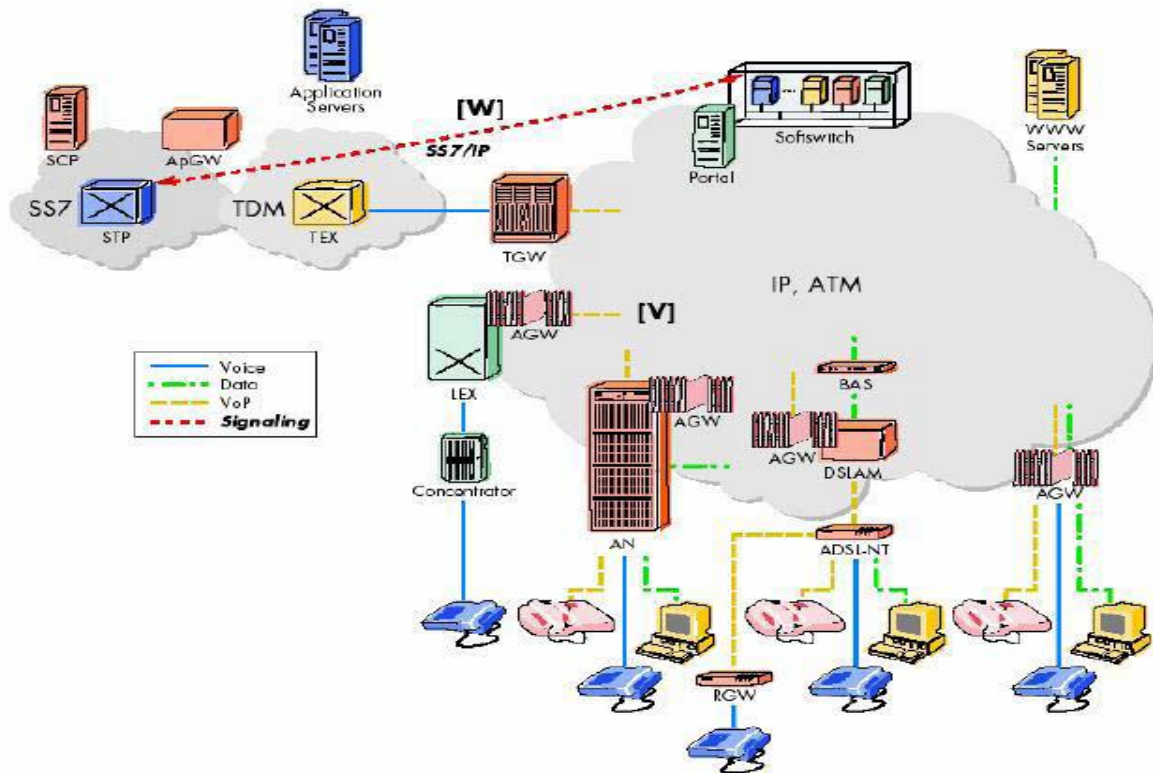 Application
Servers
[W]
SS7/IP
SCP
ApGW
Softswitch
Portal
WWW
Servers
SS7
STP
TDM
TEX
TGW
IP, ATM
AGW
[V]
LEX
Voice
Data
VoP
Signaling
BAS
AGW
AGW
DSLAM
AGW
Concentrator
AN
ADSL-NT
RGW